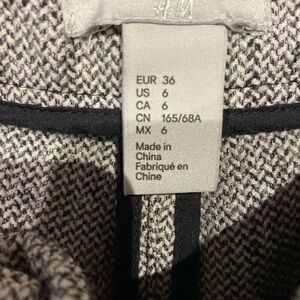 H&M
EUR 36
US 6
CA 6
CN 165/68A
MX 6
Made in
China
Fabriqué en
Chine